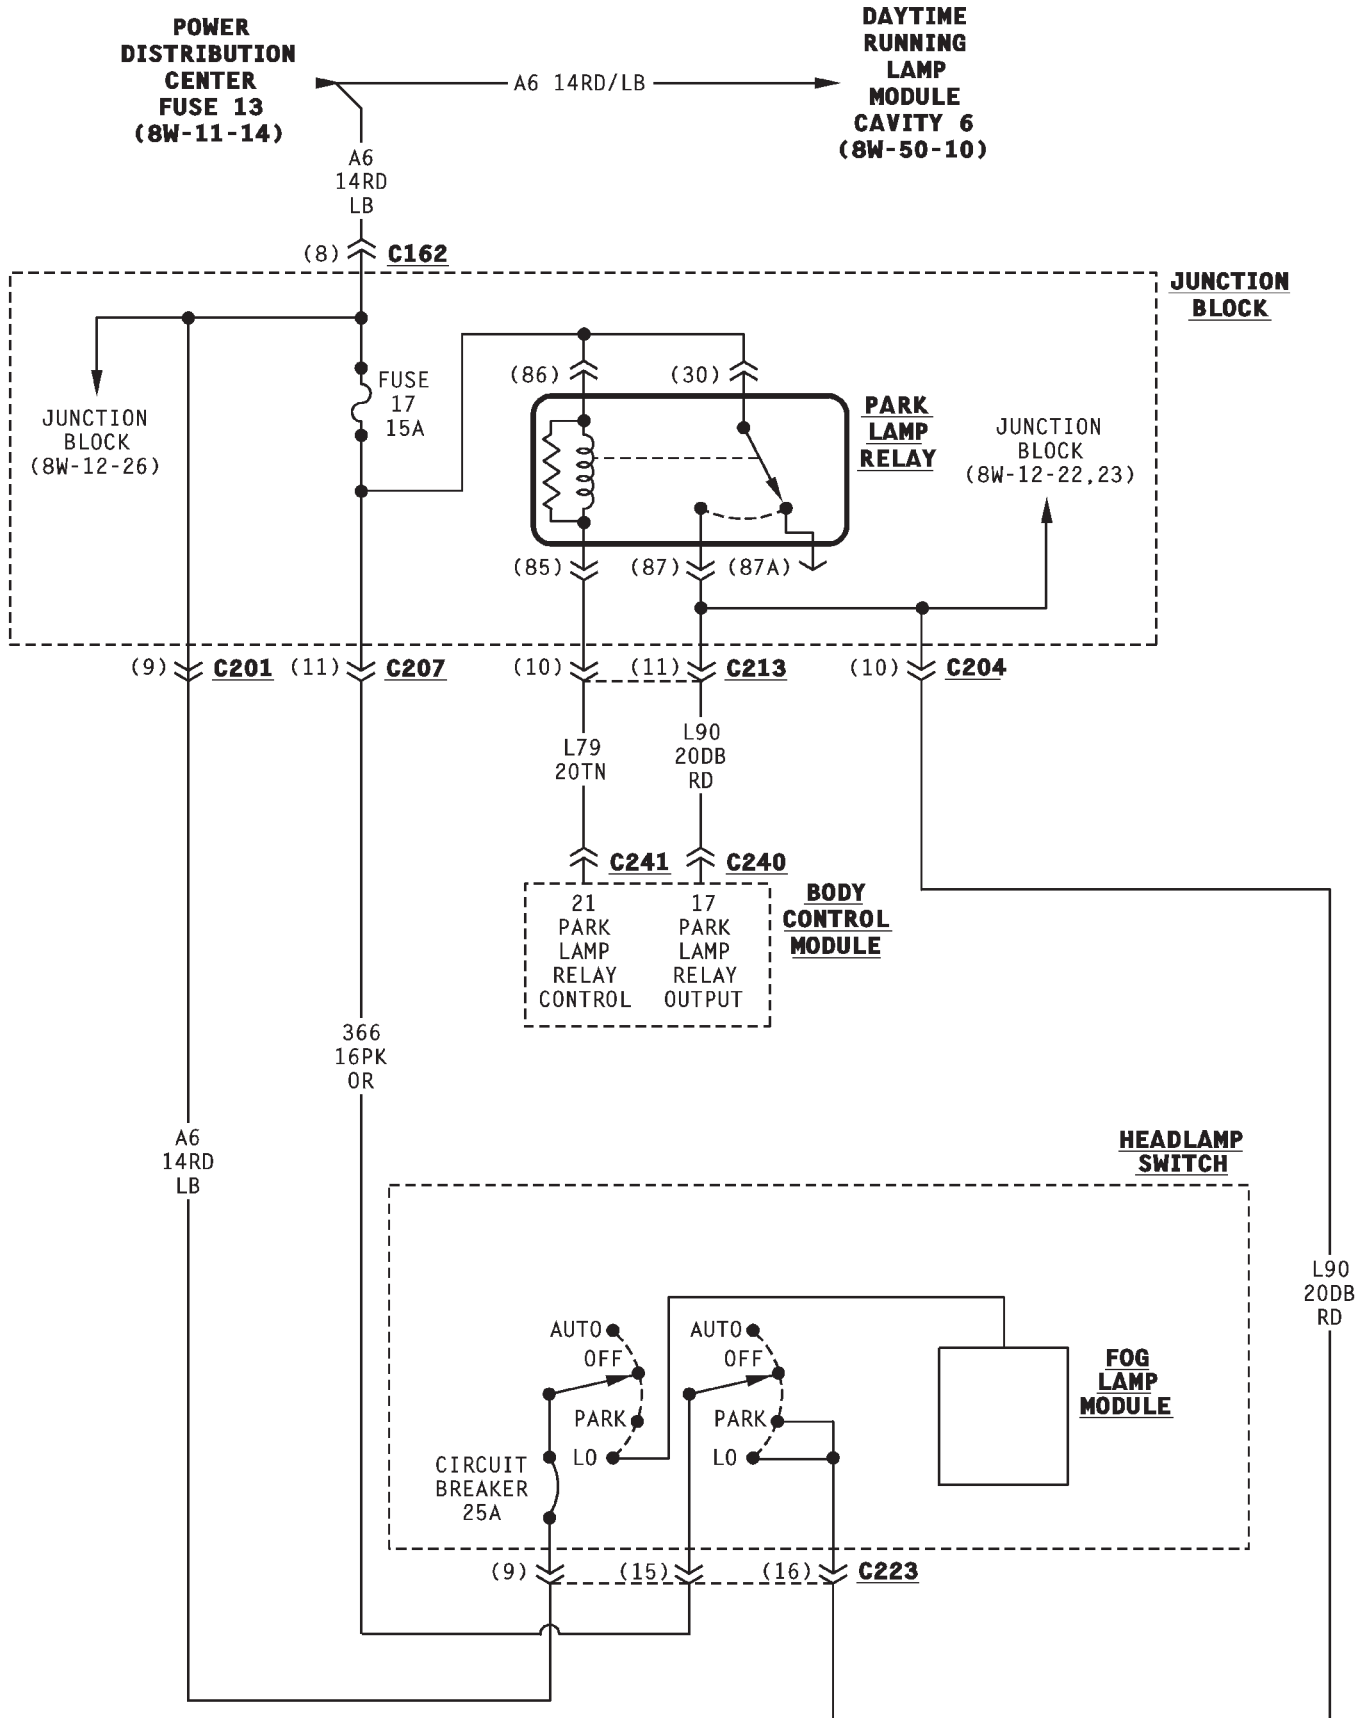 POWER
DISTRIBUTION
CENTER
FUSE 13
(8W-11-14)
A6 14RD/LB
DAYTIME
RUNNING
LAMP
MODULE
CAVITY 6
(8W-50-10)
A6
14RD
LB
(8) C162
JUNCTION
BLOCK
JUNCTION
BLOCK
(8W-12-26)
FUSE
17
15A
(86)
(30)
PARK
LAMP
RELAY
JUNCTION
BLOCK
(8W-12-22,23)
(85)
(87)
(87A)
(9) C201
(11) C207
(10)
(11) C213
(10) C204
L79
20TN
L90
20DB
RD
C241
C240
BODY
CONTROL
MODULE
21
PARK
LAMP
RELAY
CONTROL
17
PARK
LAMP
RELAY
OUTPUT
366
16PK
OR
A6
14RD
LB
HEADLAMP
SWITCH
L90
20DB
RD
AUTO
OFF
PARK
LO
AUTO
OFF
PARK
LO
FOG
LAMP
MODULE
CIRCUIT
BREAKER
25A
(9)
(15)
(16) C223